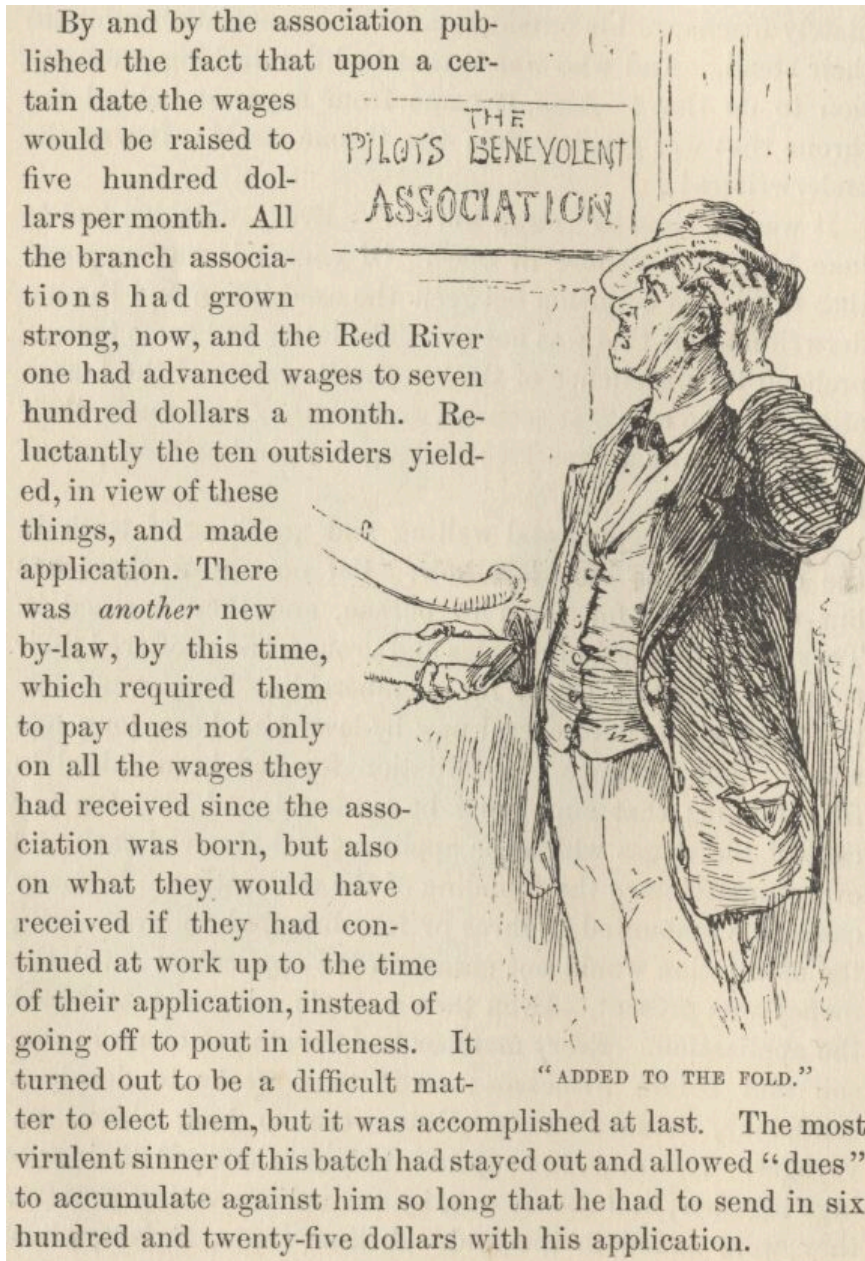 By and by the association pub-
lished the fact that upon a cer-
tain date the wages
would be raised to
five hundred dol-
lars per month. All
the branch associa-
tions had grown
strong, now, and the Red River
one had advanced wages to seven
hundred dollars a month. Re-
luctantly the ten outsiders yield-
ed, in view of these
things, and made
application. There
was another new
by-law, by this time,
which required them
to pay dues not only
on all the wages they
had received since the asso-
ciation was born, but also
on what they would have
received if they had con-
tinued at work up to the time
of their application, instead of
going off to pout in idleness. It
turned out to be a difficult mat-
ter to elect them, but it was accomplished at last. The most
virulent sinner of this batch had stayed out and allowed “dues”
to accumulate against him so long that he had to send in six
hundred and twenty-five dollars with his application.
THE
PILOTS BENEVOLENT
ASSOCIATION
“ADDED TO THE FOLD.”